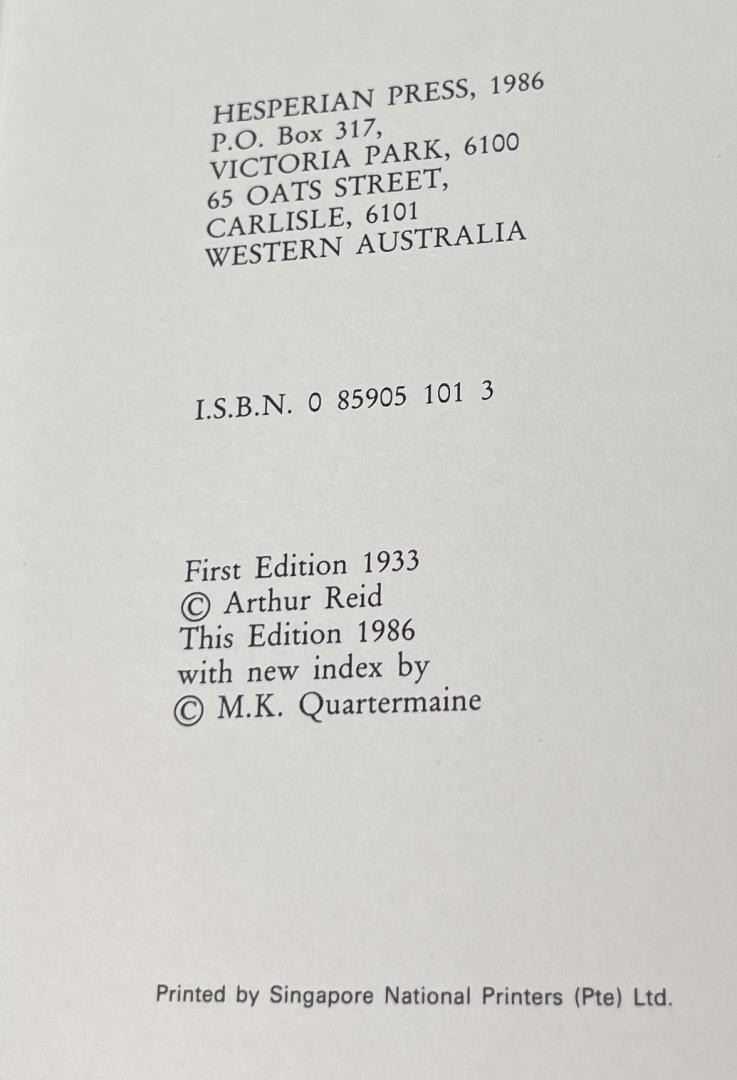 HESPERIAN PRESS, 1986
P.O. Box 317,
VICTORIA PARK, 6100
65 OATS STREET,
CARLISLE, 6101
WESTERN AUSTRALIA
I.S.B.N. 0 85905 101 3
First Edition 1933
© Arthur Reid
This Edition 1986
with new index by
© M.K. Quartermaine
Printed by Singapore National Printers (Pte) Ltd.